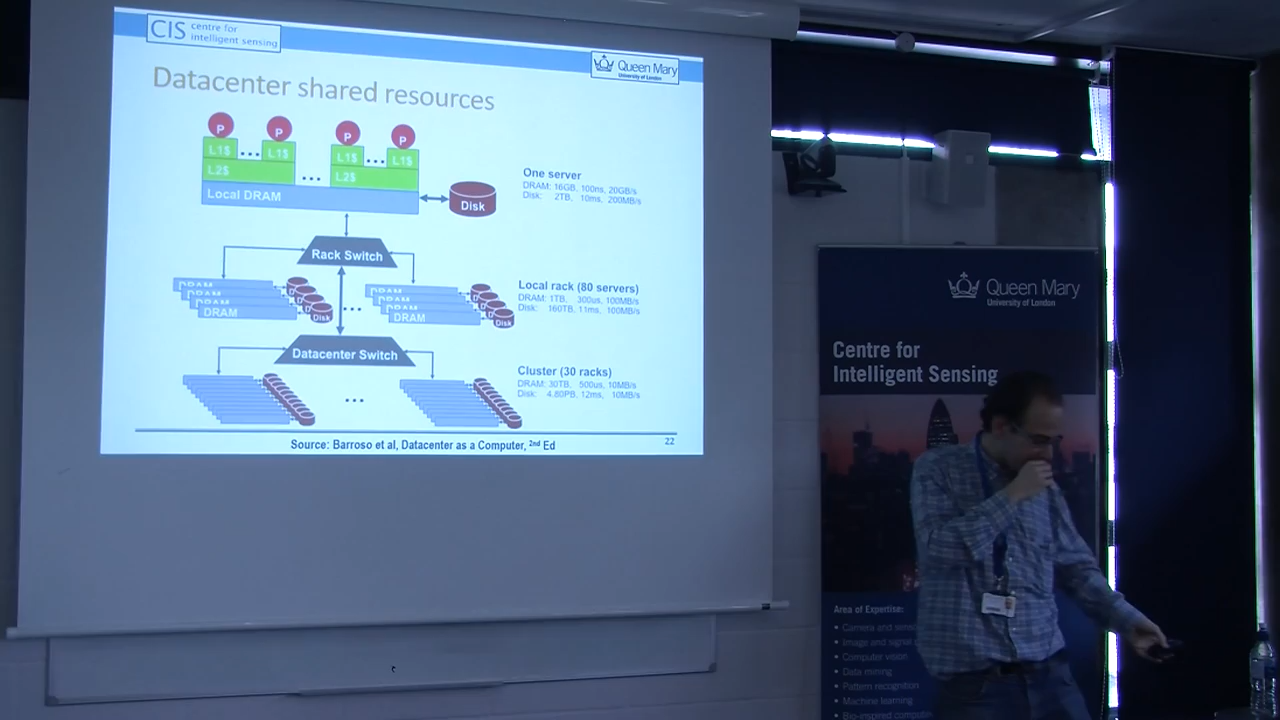 CIS centre for
intelligent sensing
Queen Mary
University of London
Datacenter shared resources
P P P P
L1$ ... L1$ L1$ ... L1$
L2$ ... L2$
Local DRAM
Disk
One server
DRAM: 16GB, 100ns, 20GB/s
Disk: 2TB, 10ms, 200MB/s
Rack Switch
DRAM
DRAM
DRAM
DRAM
Disk
...
DRAM
DRAM
DRAM
DRAM
Disk
Local rack (80 servers)
DRAM: 1TB, 300us, 100MB/s
Disk: 160TB, 11ms, 100MB/s
Datacenter Switch
...
Cluster (30 racks)
DRAM: 30TB, 500us, 10MB/s
Disk: 4.80PB, 12ms, 10MB/s
Source: Barroso et al, Datacenter as a Computer, 2nd Ed
22
Queen Mary
University of London
Centre for
Intelligent Sensing
Area of Expertise:
• Camera and
• Image and signal
• Computer vision
• Data mining
• Pattern recognition
• Machine learning
• Bio-inspired